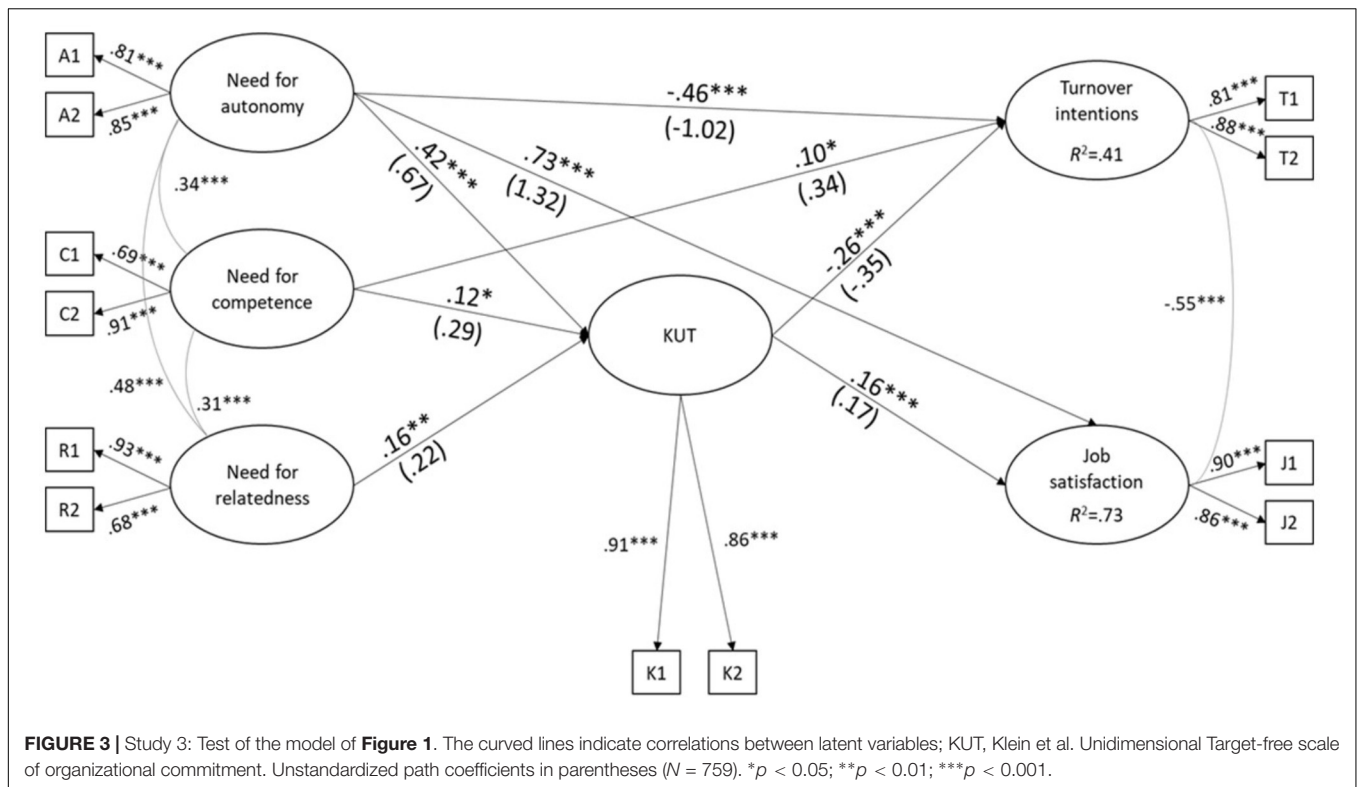 A1
.81***
A2
.85***
Need for
autonomy
-.46***
(-1.02)
.42***
(.67)
.73***
(1.32)
Turnover
intentions
R²=.41
.81***
T1
.88***
T2
.34***
.10*
(.34)
C1
.69***
C2
.91***
Need for
competence
.12*
(.29)
KUT
-.26***
(-.35)
-.55***
.48***
.31***
.16***
(.17)
R1
.93***
R2
.68***
Need for
relatedness
.16**
(.22)
Job
satisfaction
R²=.73
.90***
J1
.86***
J2
.91***
.86***
K1
K2
FIGURE 3 | Study 3: Test of the model of Figure 1. The curved lines indicate correlations between latent variables; KUT, Klein et al. Unidimensional Target-free scale
of organizational commitment. Unstandardized path coefficients in parentheses (N = 759). *p < 0.05; **p < 0.01; ***p < 0.001.